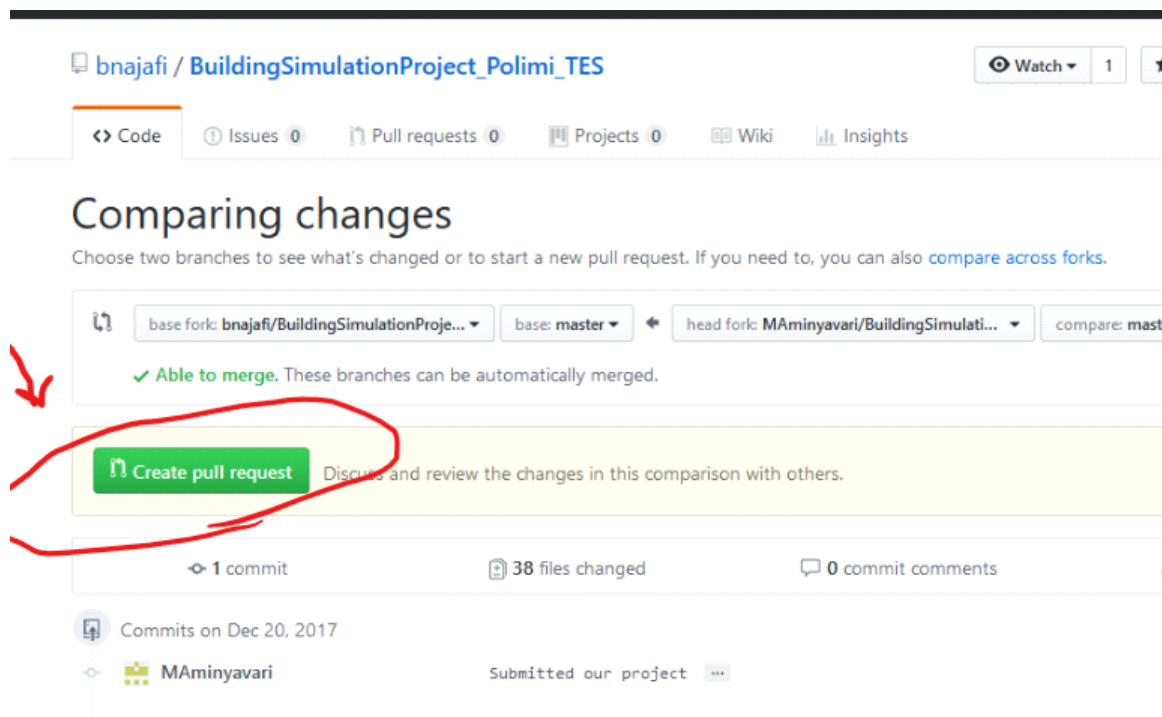 bnajafi / BuildingSimulationProject_Polimi_TES
Watch 1
Code Issues 0 Pull requests 0 Projects 0 Wiki Insights
Comparing changes
Choose two branches to see what's changed or to start a new pull request. If you need to, you can also compare across forks.
base fork: bnajafi/BuildingSimulationProje... base: master head fork: MAminyavari/BuildingSimulati... compare: mast
Able to merge. These branches can be automatically merged.
Create pull request Discuss and review the changes in this comparison with others.
1 commit 38 files changed 0 commit comments
Commits on Dec 20, 2017
MAminyavari Submitted our project ...